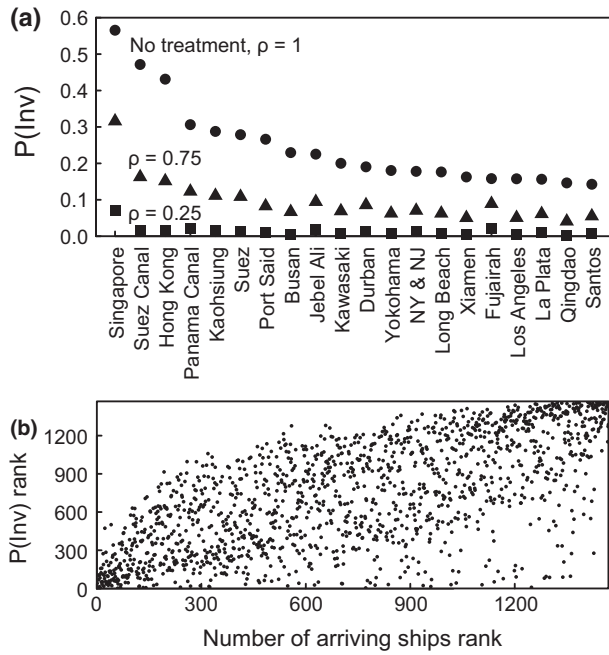 (a)
0.6
0.5
0.4
0.3
0.2
0.1
0.0
P(Inv)
No treatment, ρ = 1
ρ = 0.75
ρ = 0.25
Singapore
Suez Canal
Hong Kong
Panama Canal
Kaohsiung
Suez
Port Said
Busan
Jebel Ali
Kawasaki
Durban
Yokohama
NY & NJ
Long Beach
Xiamen
Fujairah
Los Angeles
La Plata
Qingdao
Santos
(b)
1200
900
600
300
0
P(Inv) rank
0 300 600 900 1200
Number of arriving ships rank